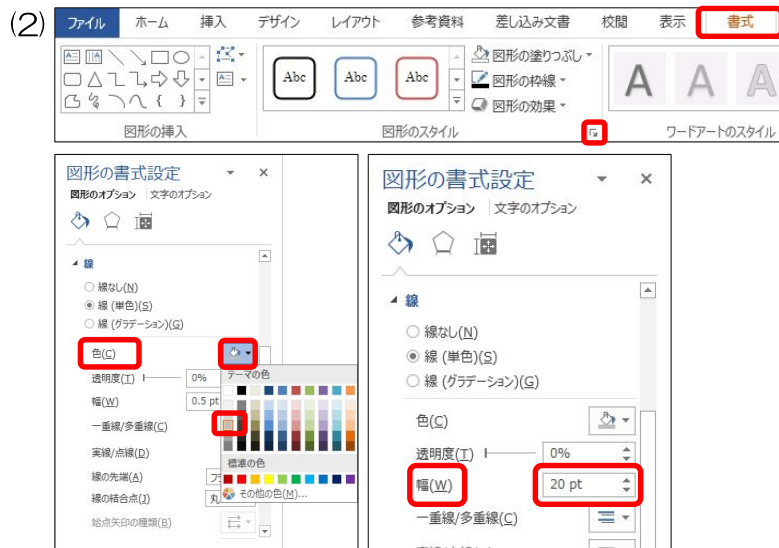 (2)
ファイル ホーム 挿入 デザイン レイアウト 参考資料 差し込み文書 校閲 表示 書式
Abc Abc Abc
図形の塗りつぶし
図形の枠線
図形の効果
A A A
図形の挿入 図形のスタイル ワードアートのスタイル
図形の書式設定
図形のオプション 文字のオプション
線
線なし(N)
線 (単色)(S)
線 (グラデーション)(G)
色(C)
透明度(T) 0%
幅(W) 0.5 pt
一重線/多重線(C)
実線/点線(D)
線の先端(A)
線の結合点(J)
始点矢印の種類(B)
テーマの色
標準の色
その他の色(M)...
図形の書式設定
図形のオプション 文字のオプション
線
線なし(N)
線 (単色)(S)
線 (グラデーション)(G)
色(C)
透明度(T) 0%
幅(W) 20 pt
一重線/多重線(C)